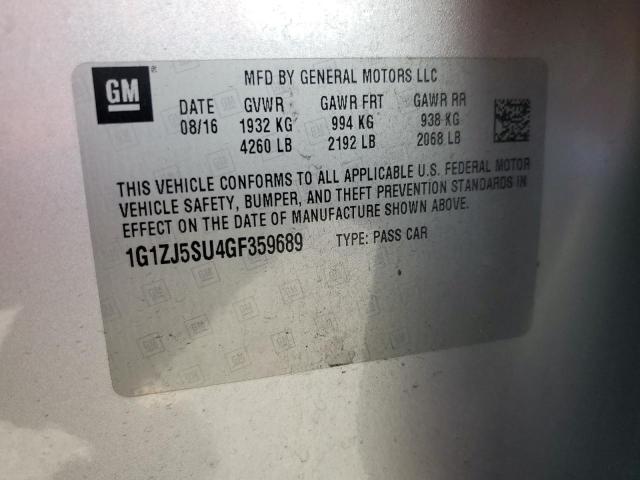 GM
MFD BY GENERAL MOTORS LLC
DATE GVWR GAWR FRT GAWR RR
08/16 1932 KG 994 KG 938 KG
4260 LB 2192 LB 2068 LB
THIS VEHICLE CONFORMS TO ALL APPLICABLE U.S. FEDERAL MOTOR
VEHICLE SAFETY, BUMPER, AND THEFT PREVENTION STANDARDS IN
EFFECT ON THE DATE OF MANUFACTURE SHOWN ABOVE.
1G1ZJ5SU4GF359689 TYPE: PASS CAR